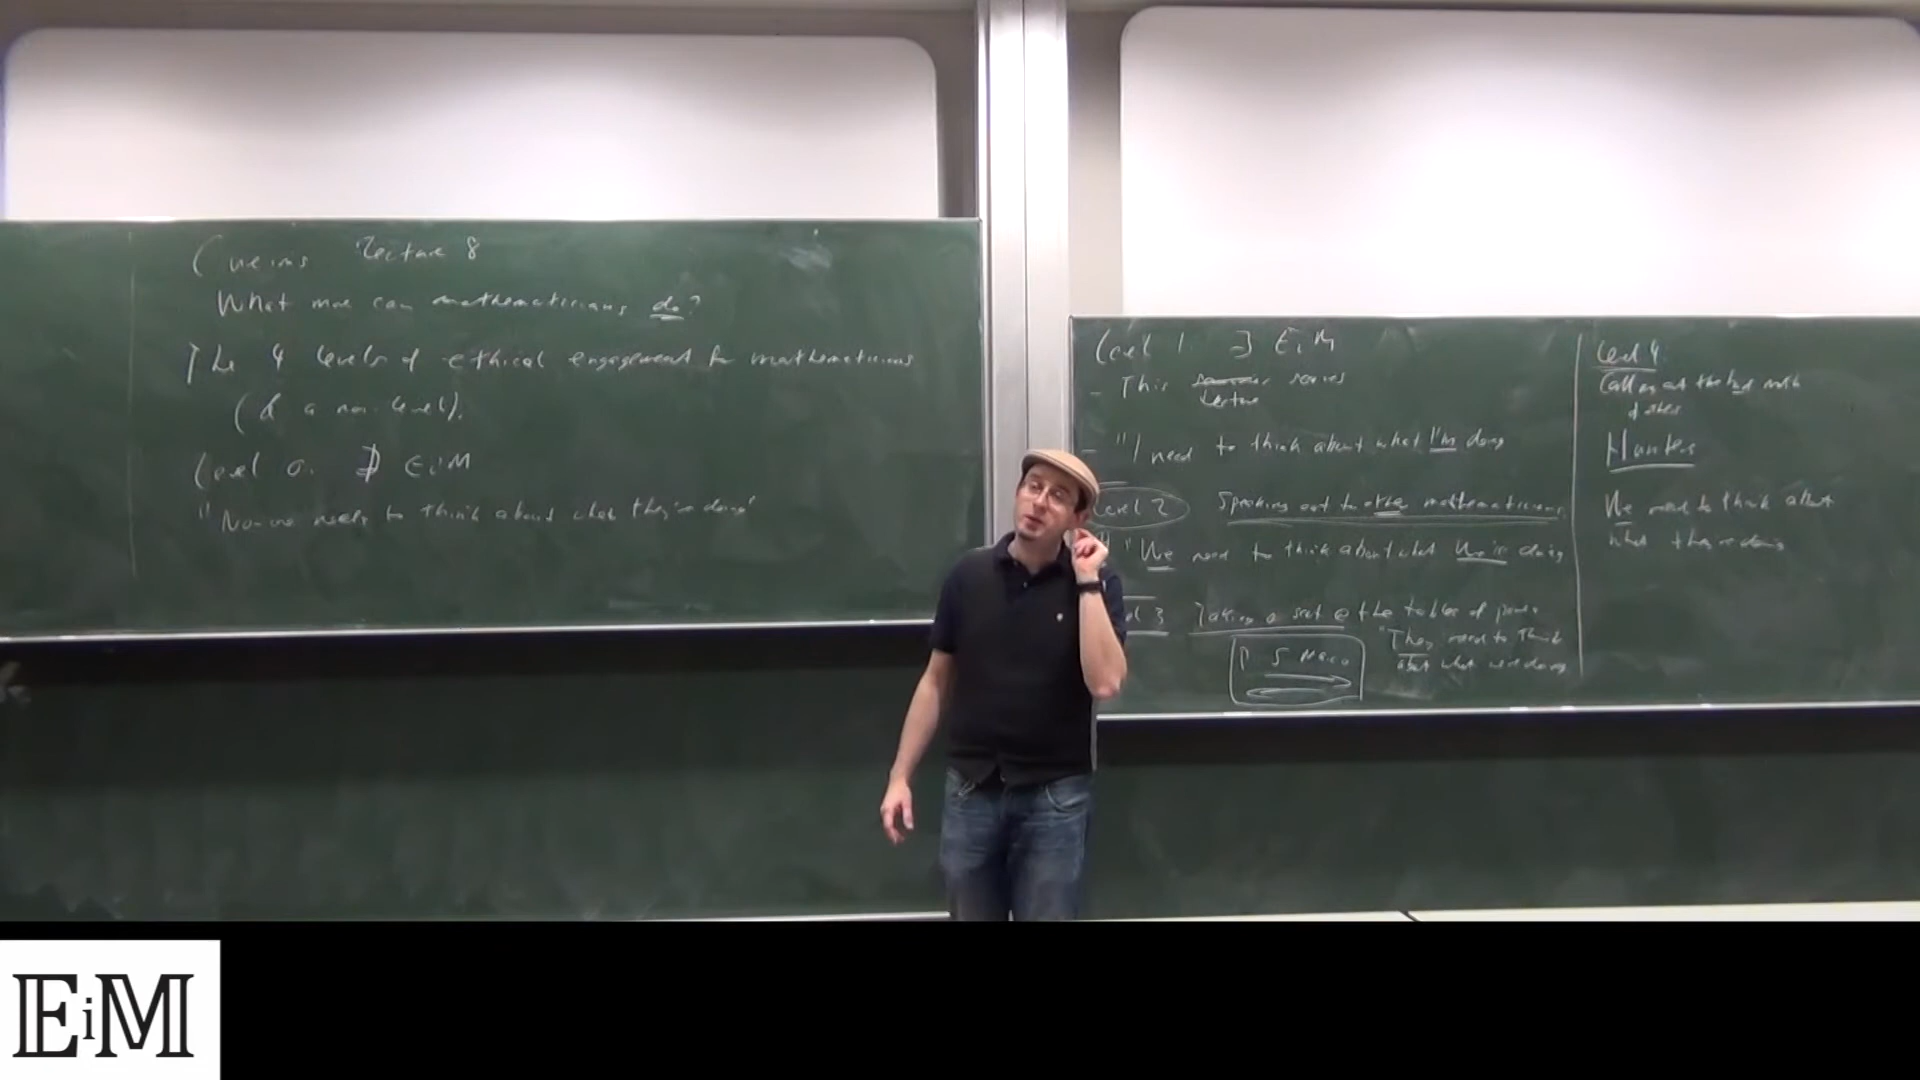 Lecture 8
What more can mathematicians do?
The 4 levels of ethical engagement for mathematicians
(& a non-level).
Level 0. ∄ EiM
"No-one needs to think about what they're doing"
Level 1. ∃ EiM
- This lecture series
- "I need to think about what I'm doing
Level 2 Speaking out to other mathematicians
"We need to think about what we're doing
3 Taking a seat @ the tables of power
"They need to think
about what we're doing
Level 4:
Calling out the bad math
of others
We need to think about
what they're doing
EiM